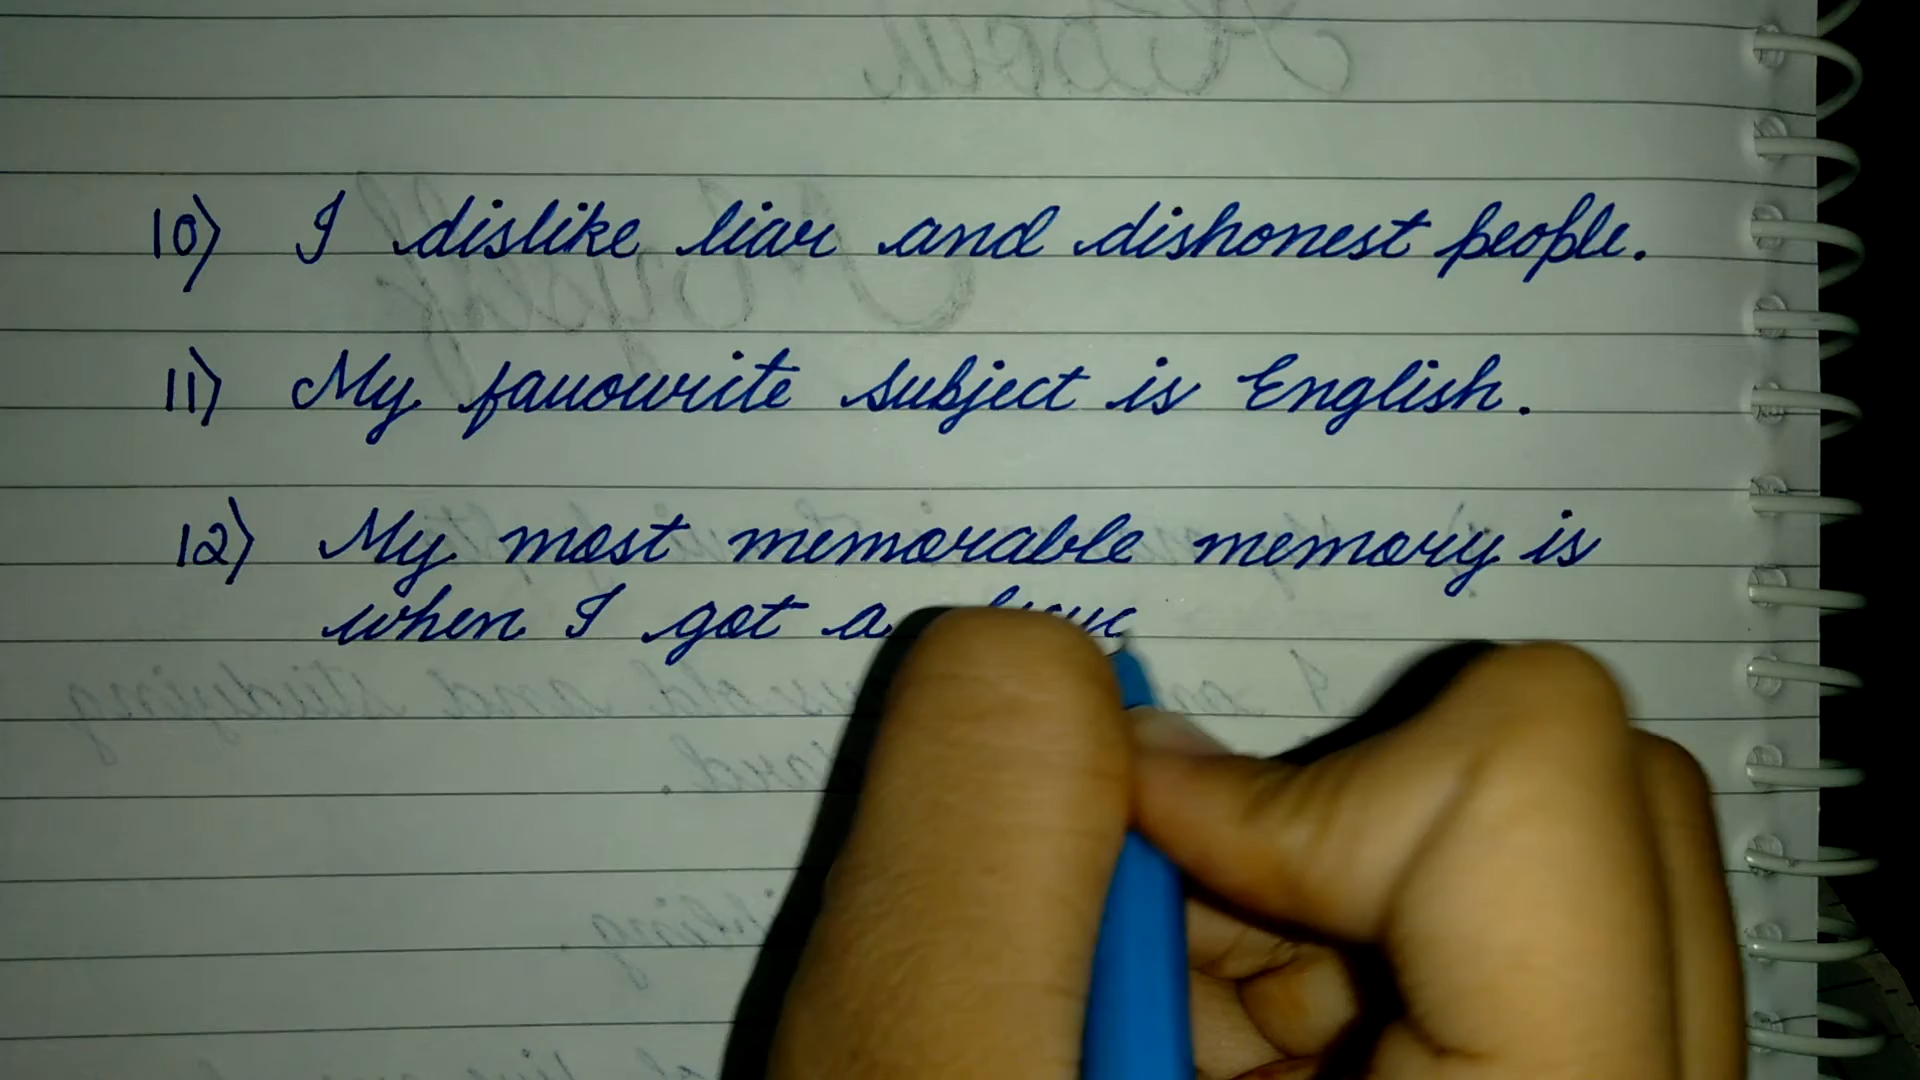 10) I dislike liar and dishonest people.
11) My favourite subject is English.
12) My most memorable memory is
when I got a